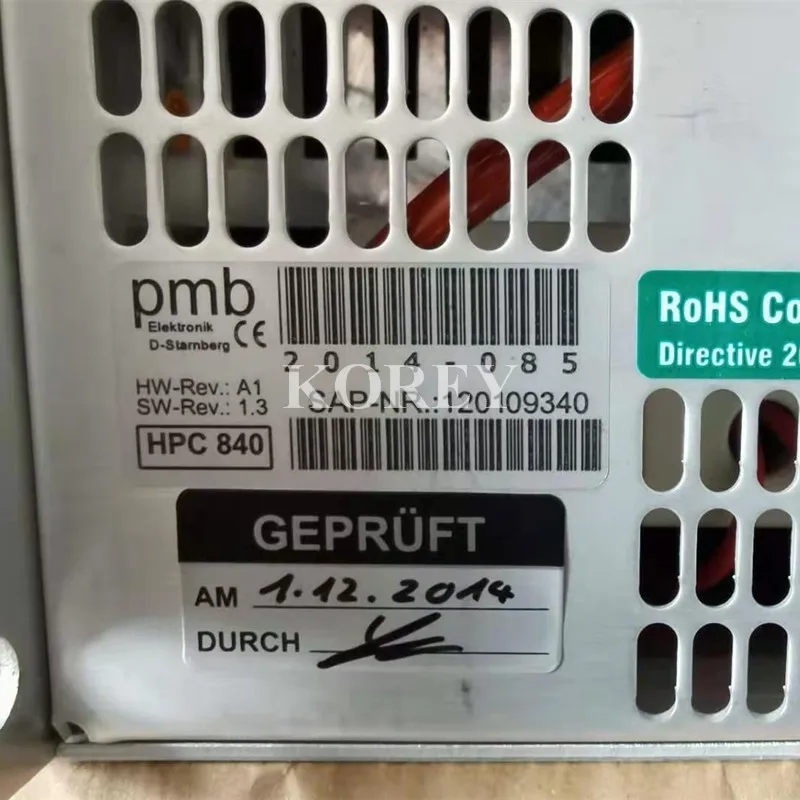 pmb
Elektronik
D-Starnberg CE
2014-085
HW-Rev.: A1
SW-Rev.: 1.3
SAP-NR.:120109340
HPC 840
KOREY
RoHS Co
Directive 2
GEPRÜFT
AM 1.12.2014
DURCH